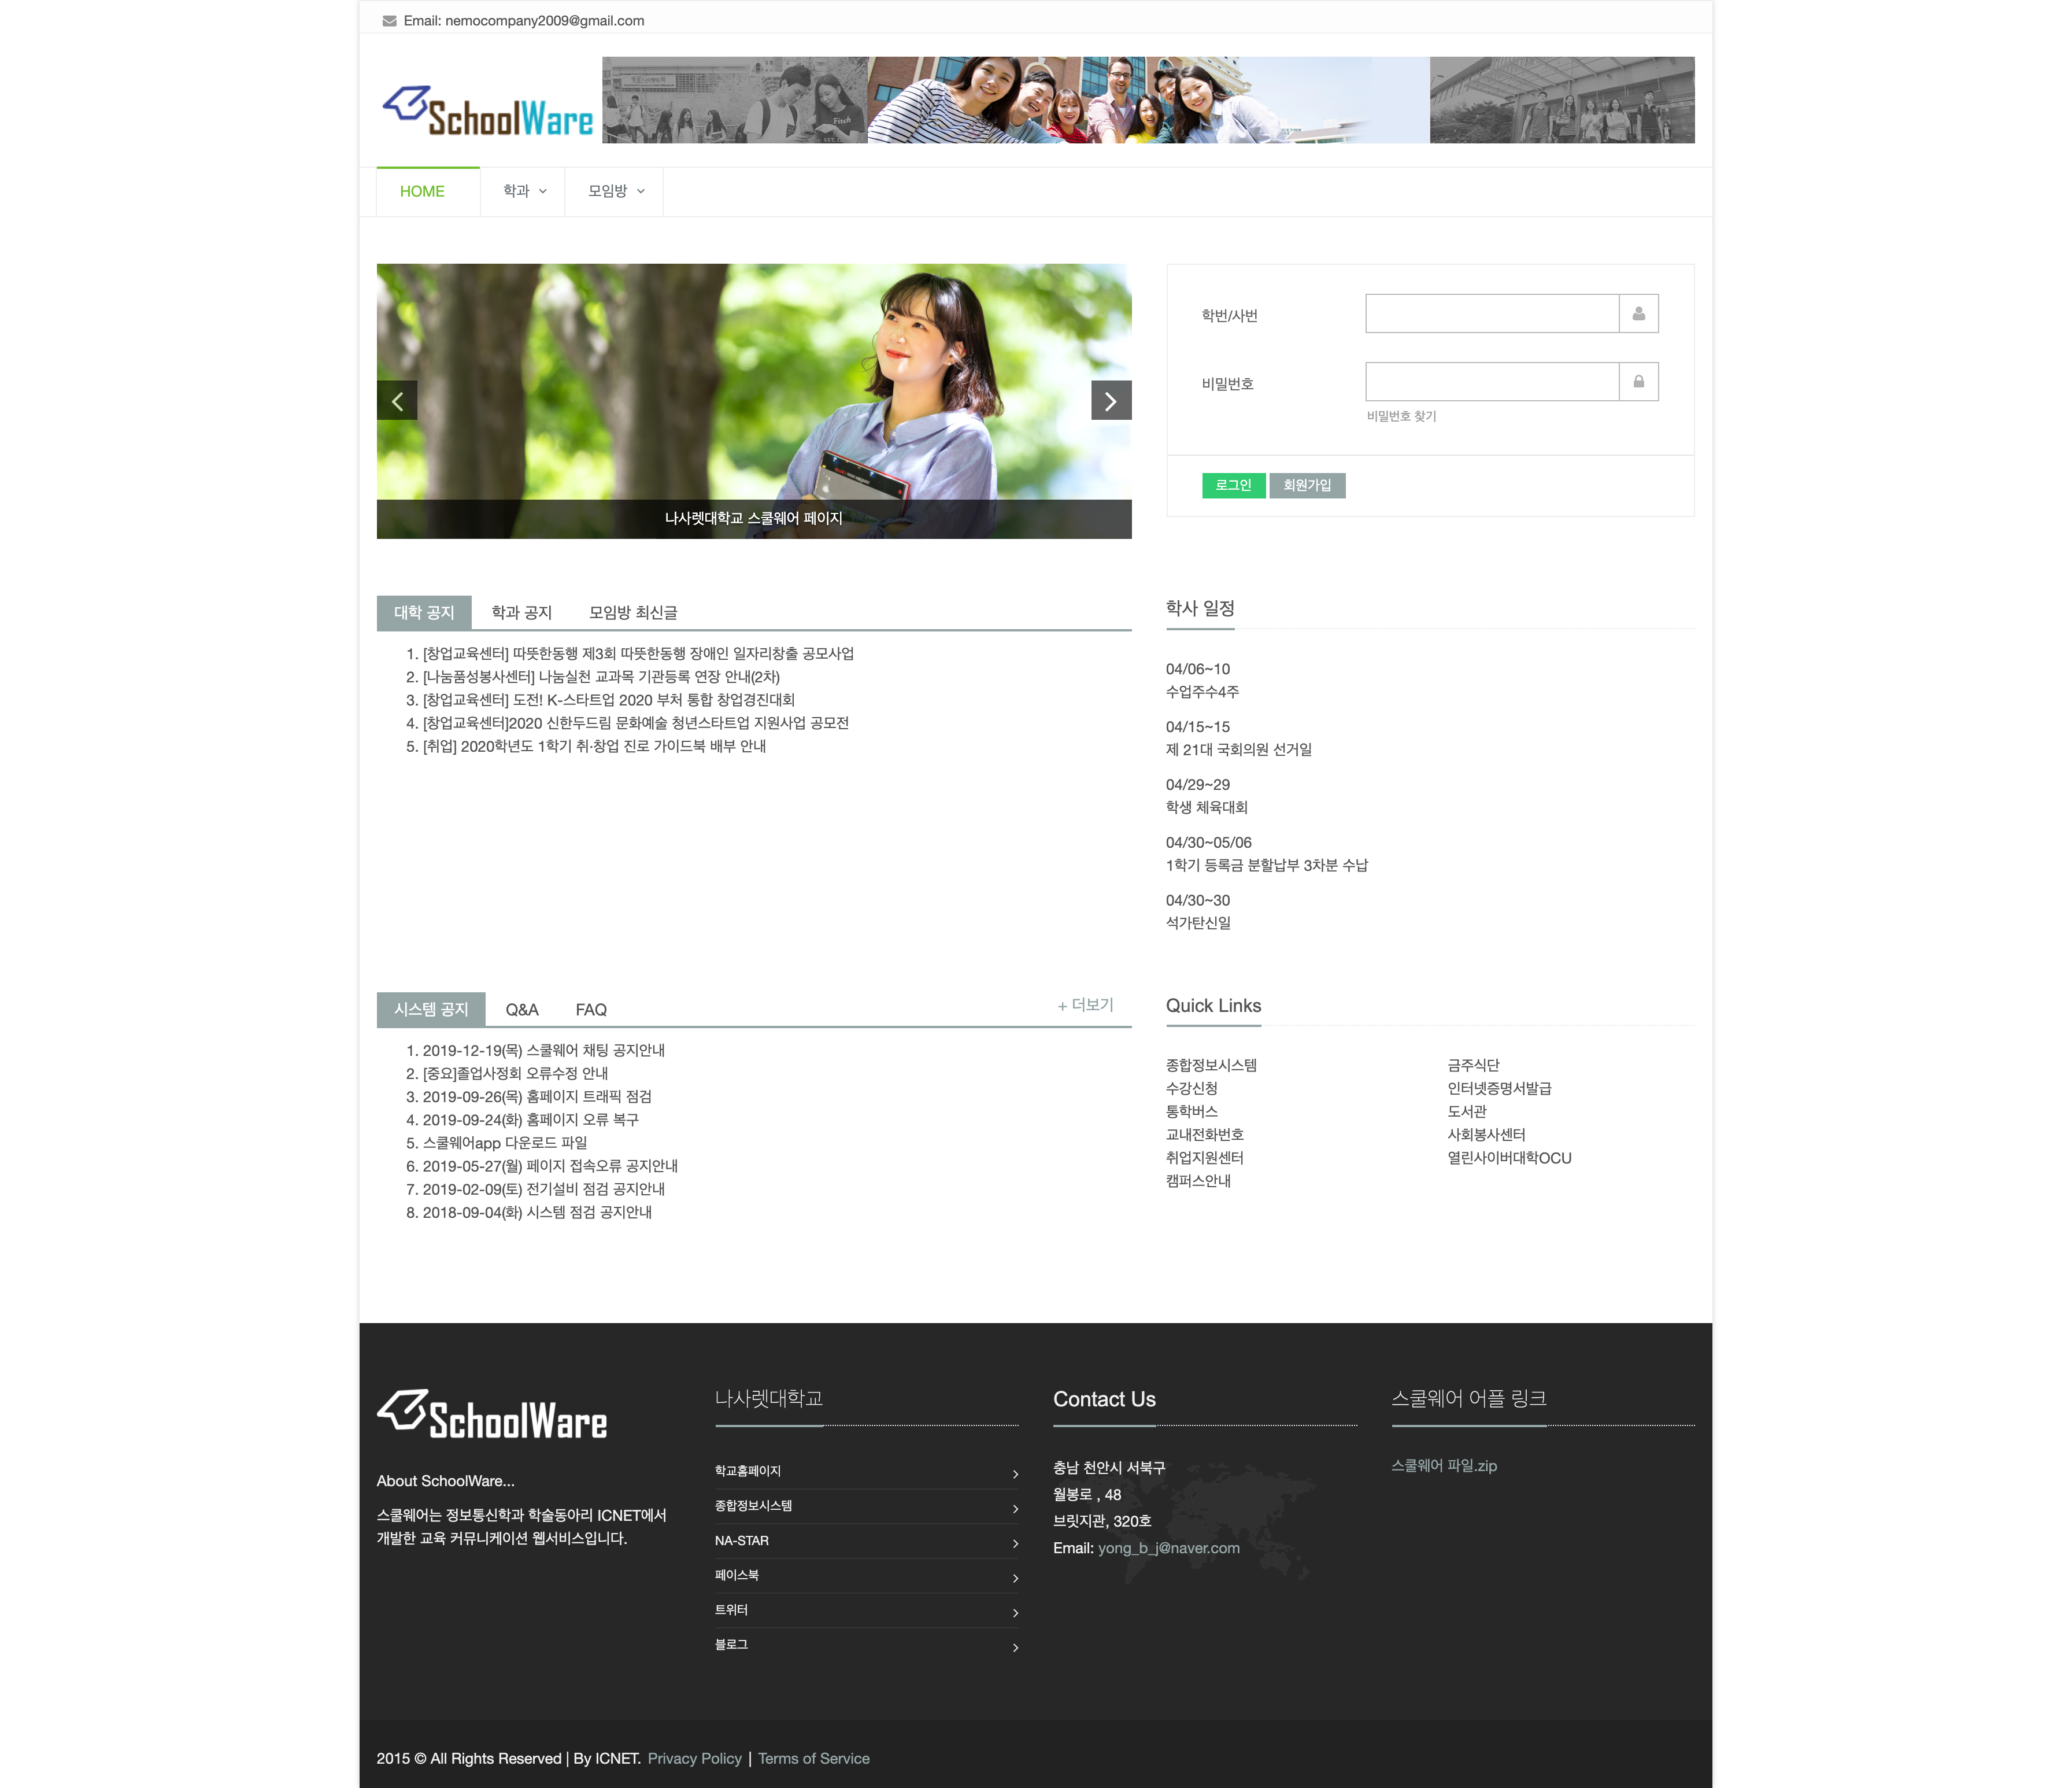 Email: nemocompany2009@gmail.com
SchoolWare
HOME
학과
모임방
나사렛대학교 스쿨웨어 페이지
학번/사번
비밀번호
비밀번호 찾기
로그인
회원가입
대학 공지
학과 공지
모임방 최신글
1. [창업교육센터] 따뜻한동행 제3회 따뜻한동행 장애인 일자리창출 공모사업
2. [나눔품성봉사센터] 나눔실천 교과목 기관등록 연장 안내(2차)
3. [창업교육센터] 도전! K-스타트업 2020 부처 통합 창업경진대회
4. [창업교육센터]2020 신한두드림 문화예술 청년스타트업 지원사업 공모전
5. [취업] 2020학년도 1학기 취·창업 진로 가이드북 배부 안내
학사 일정
04/06~10
수업주수4주
04/15~15
제 21대 국회의원 선거일
04/29~29
학생 체육대회
04/30~05/06
1학기 등록금 분할납부 3차분 수납
04/30~30
석가탄신일
시스템 공지
Q&A
FAQ
+ 더보기
1. 2019-12-19(목) 스쿨웨어 채팅 공지안내
2. [중요]졸업사정회 오류수정 안내
3. 2019-09-26(목) 홈페이지 트래픽 점검
4. 2019-09-24(화) 홈페이지 오류 복구
5. 스쿨웨어app 다운로드 파일
6. 2019-05-27(월) 페이지 접속오류 공지안내
7. 2019-02-09(토) 전기설비 점검 공지안내
8. 2018-09-04(화) 시스템 점검 공지안내
Quick Links
종합정보시스템
수강신청
통학버스
교내전화번호
취업지원센터
캠퍼스안내
금주식단
인터넷증명서발급
도서관
사회봉사센터
열린사이버대학OCU
SchoolWare
About SchoolWare...
스쿨웨어는 정보통신학과 학술동아리 ICNET에서
개발한 교육 커뮤니케이션 웹서비스입니다.
나사렛대학교
학교홈페이지
종합정보시스템
NA-STAR
페이스북
트위터
블로그
Contact Us
충남 천안시 서북구
월봉로 , 48
브릿지관, 320호
Email: yong_b_j@naver.com
스쿨웨어 어플 링크
스쿨웨어 파일.zip
2015 © All Rights Reserved | By ICNET. Privacy Policy | Terms of Service